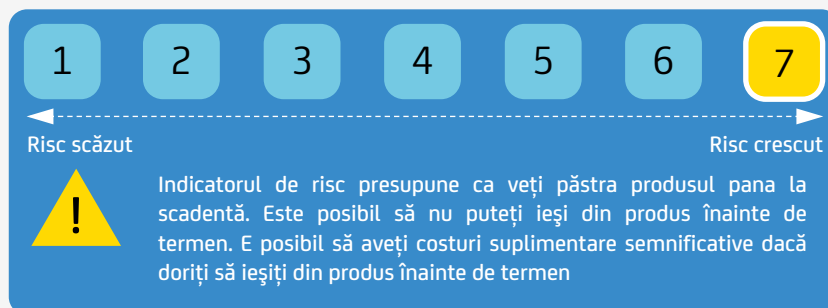 1 2 3 4 5 6 7
Risc scăzut Risc crescut
! Indicatorul de risc presupune ca veți păstra produsul pana la
scadentă. Este posibil să nu puteți ieși din produs înainte de
termen. E posibil să aveți costuri suplimentare semnificative dacă
doriți să ieșiți din produs înainte de termen